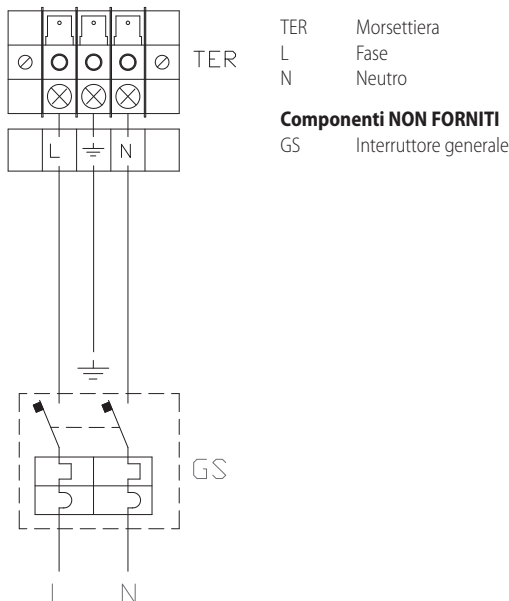 TER
TER Morsettiera
L Fase
N Neutro
Componenti NON FORNITI
GS Interruttore generale
L N
GS
L N